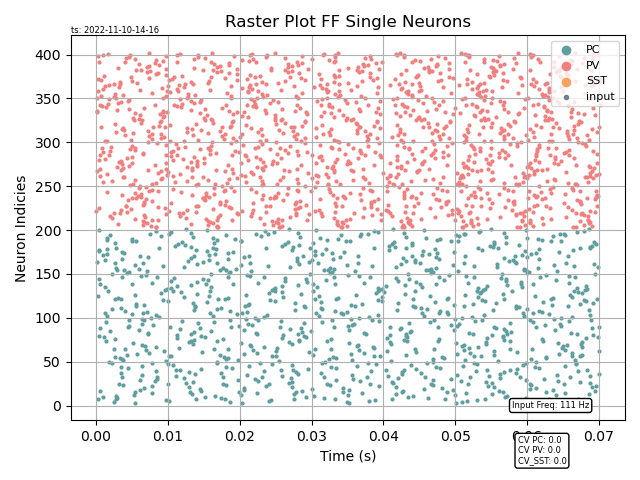 Raster Plot FF Single Neurons
ts: 2022-11-10-14-16
PC
PV
SST
input
400
350
300
250
200
150
100
50
0
Neuron Indicies
Input Freq: 111 Hz
0.00 0.01 0.02 0.03 0.04 0.05 0.06 0.07
Time (s)
CV PC: 0.0
CV PV: 0.0
CV_SST: 0.0